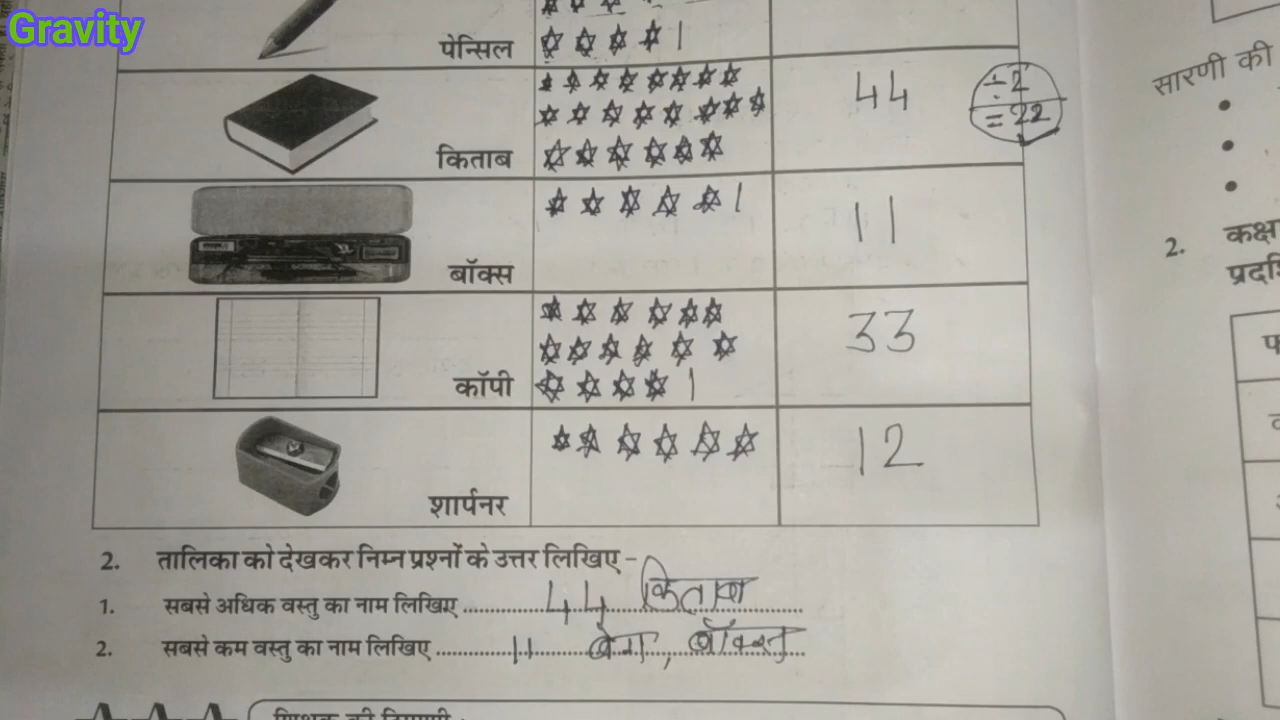 Gravity
पेन्सिल
सारणी की
किताब 44 ÷2
=22
बॉक्स 11
2. कक्ष
कॉपी 33
शार्पनर 12
2. तालिका को देखकर निम्न प्रश्नों के उत्तर लिखिए –
1. सबसे अधिक वस्तु का नाम लिखिए ........ 44 किताब ........
2. सबसे कम वस्तु का नाम लिखिए ........ 11 बेग, बॉक्स ........